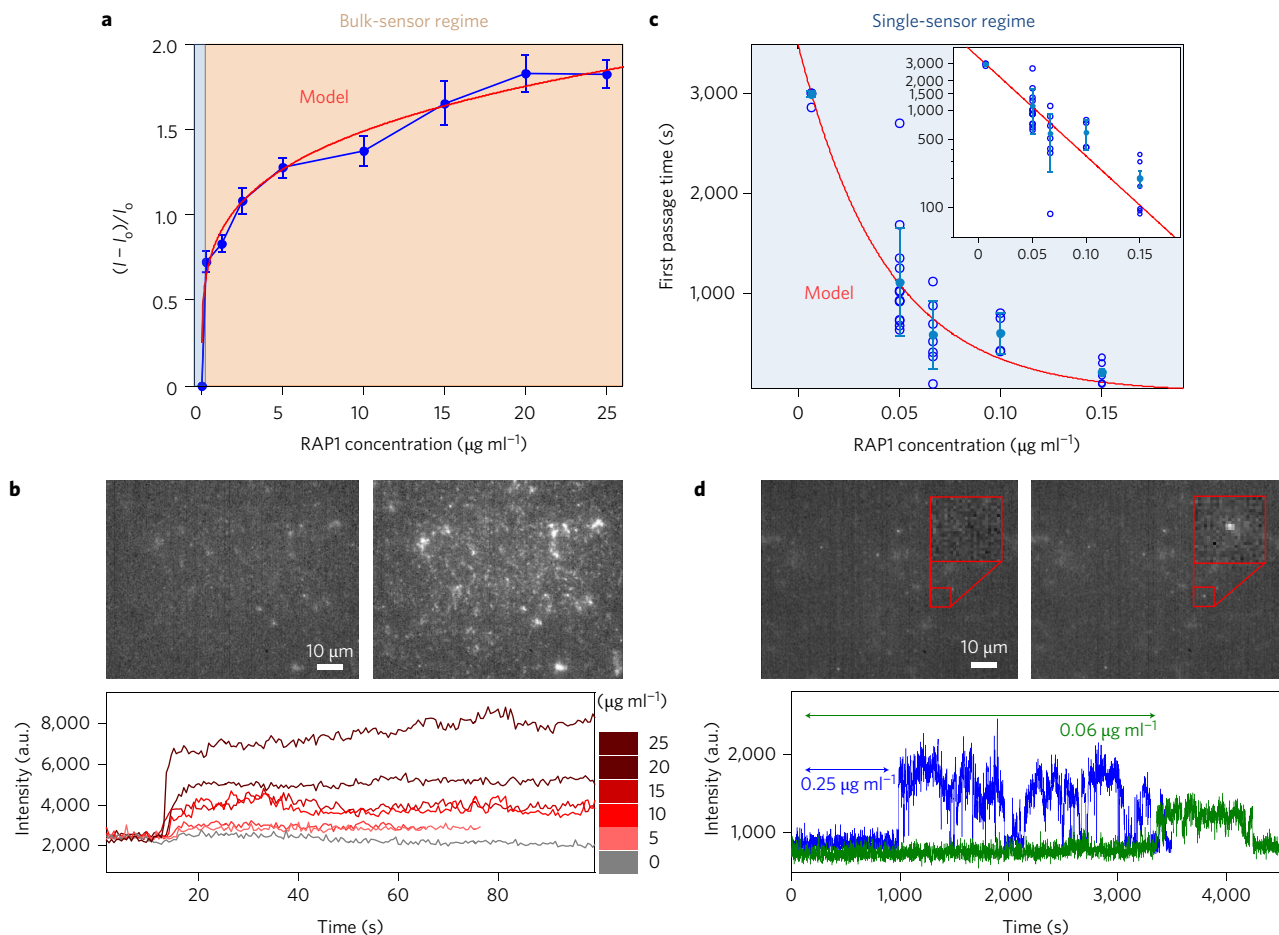 a
Bulk-sensor regime
2.0
1.5
1.0
0.5
0
(I – Io)/Io
Model
0
5
10
15
20
25
RAP1 concentration (µg ml⁻¹)
c
Single-sensor regime
3,000
2,000
1,000
First passage time (s)
Model
3,000
2,000
1,500
1,000
500
100
0
0.05
0.10
0.15
0
0.05
0.10
0.15
RAP1 concentration (µg ml⁻¹)
b
10 µm
8,000
6,000
4,000
2,000
Intensity (a.u.)
20
40
60
80
Time (s)
(µg ml⁻¹)
25
20
15
10
5
0
d
10 µm
2,000
1,000
Intensity (a.u.)
0.06 µg ml⁻¹
0.25 µg ml⁻¹
0
1,000
2,000
3,000
4,000
Time (s)